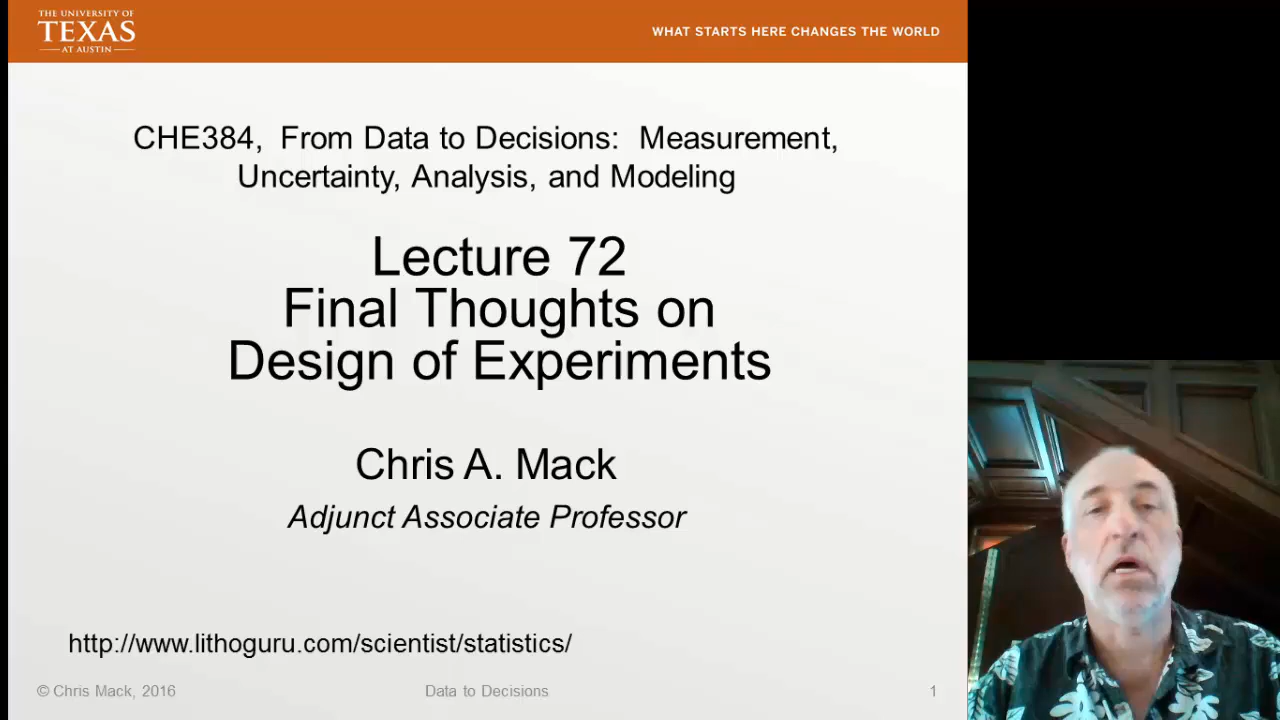 THE UNIVERSITY OF
TEXAS
AT AUSTIN
WHAT STARTS HERE CHANGES THE WORLD
CHE384, From Data to Decisions: Measurement,
Uncertainty, Analysis, and Modeling
Lecture 72
Final Thoughts on
Design of Experiments
Chris A. Mack
Adjunct Associate Professor
http://www.lithoguru.com/scientist/statistics/
© Chris Mack, 2016
Data to Decisions
1